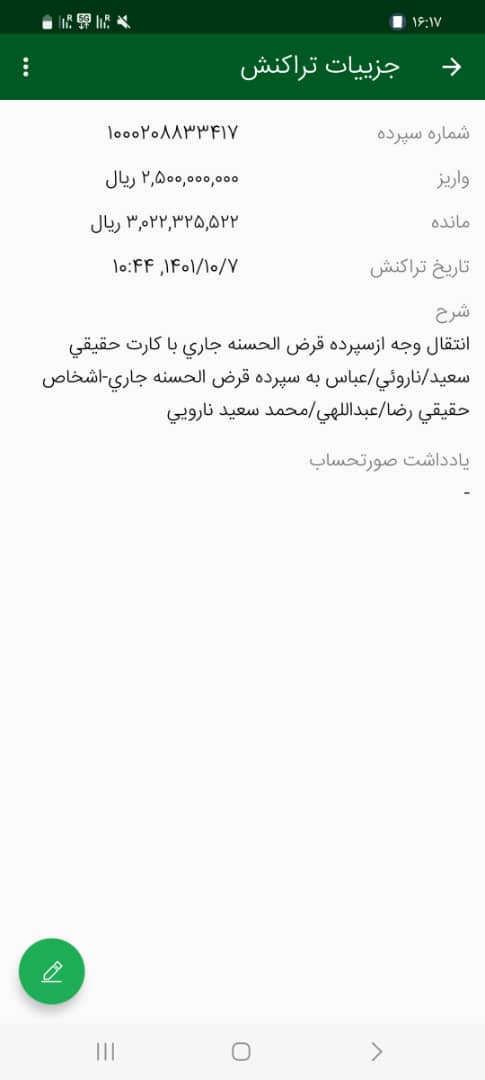 ۱۶:۱۷
جزییات تراکنش
شماره سپرده ۱۰۰۰۲۰۸۸۳۳۴۱۷
واریز ۲,۵۰۰,۰۰۰,۰۰۰ ریال
مانده ۳,۰۲۲,۳۲۵,۵۲۲ ریال
تاریخ تراکنش ۱۴۰۱/۱۰/۷, ۱۰:۴۴
شرح
انتقال وجه ازسپرده قرض الحسنه جاري با کارت حقيقي
سعيد/ناروئي/عباس به سپرده قرض الحسنه جاري-اشخاص
حقيقي رضا/عبداللهي/محمد سعيد نارويي
یادداشت صورتحساب
-